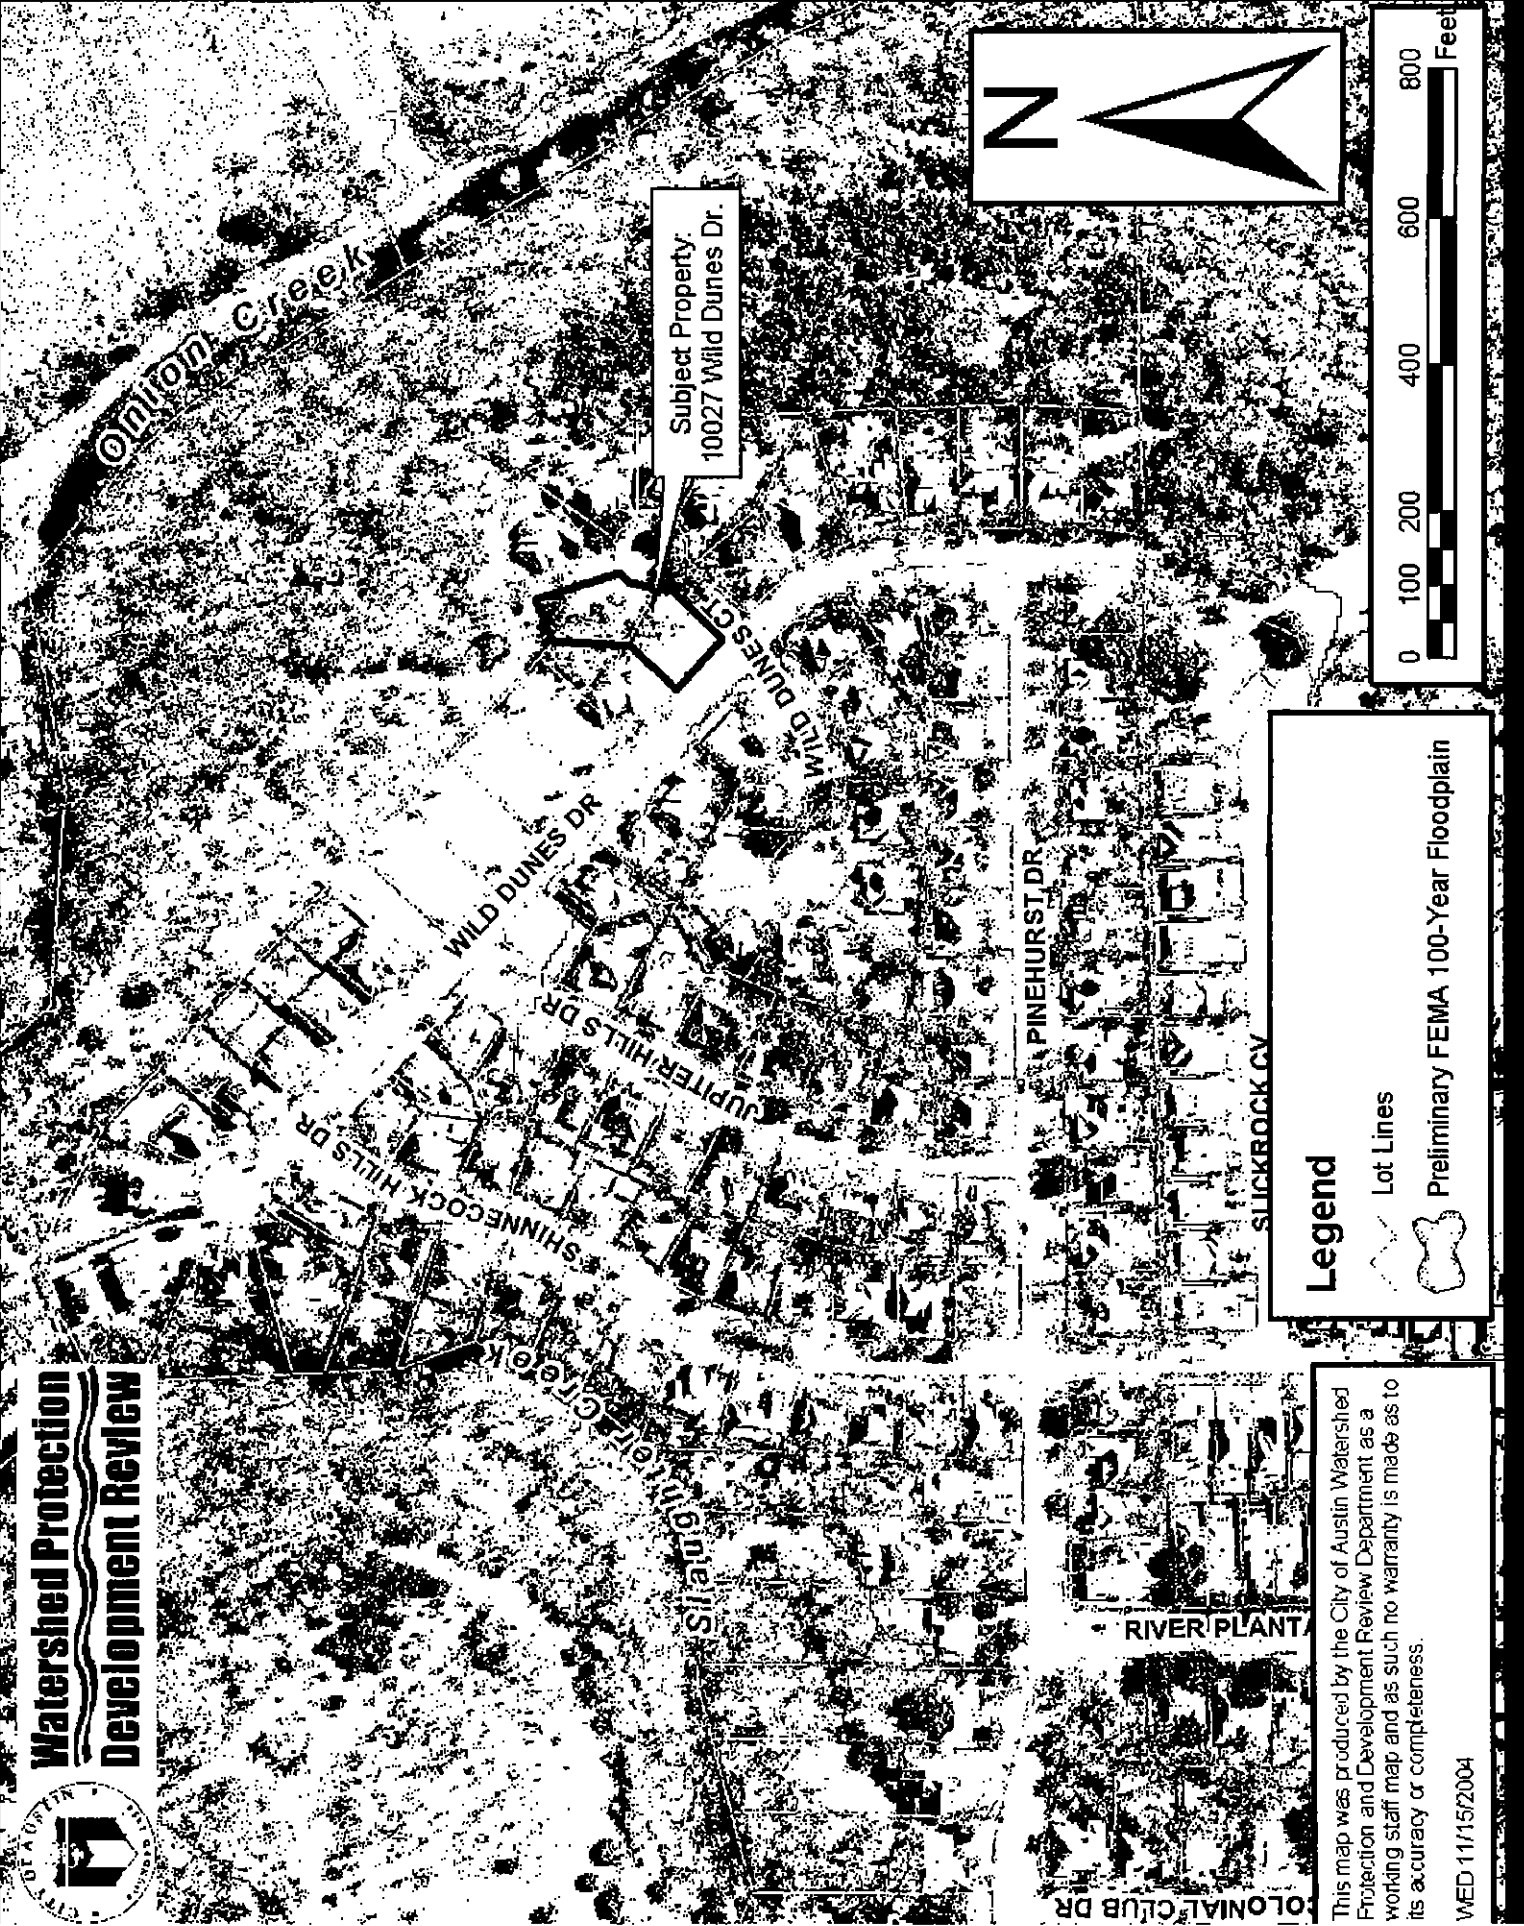 CITY OF AUSTIN
Watershed Protection
Development Review
Onion Creek
Subject Property:
10027 Wild Dunes Dr.
WILD DUNES CT
WILD DUNES DR
JUPITER HILLS DR
SHINNECOCK HILLS DR
Slaughter Creek
PINEHURST DR
SLICKROCK CV
RIVER PLANTA
COLONIAL CLUB DR
N
0 100 200 400 600 800
Feet
Legend
Lot Lines
Preliminary FEMA 100-Year Floodplain
This map was produced by the City of Austin Watershed
Protection and Development Review Department as a
working staff map and as such no warranty is made as to
its accuracy or completeness.
WED 11/15/2004